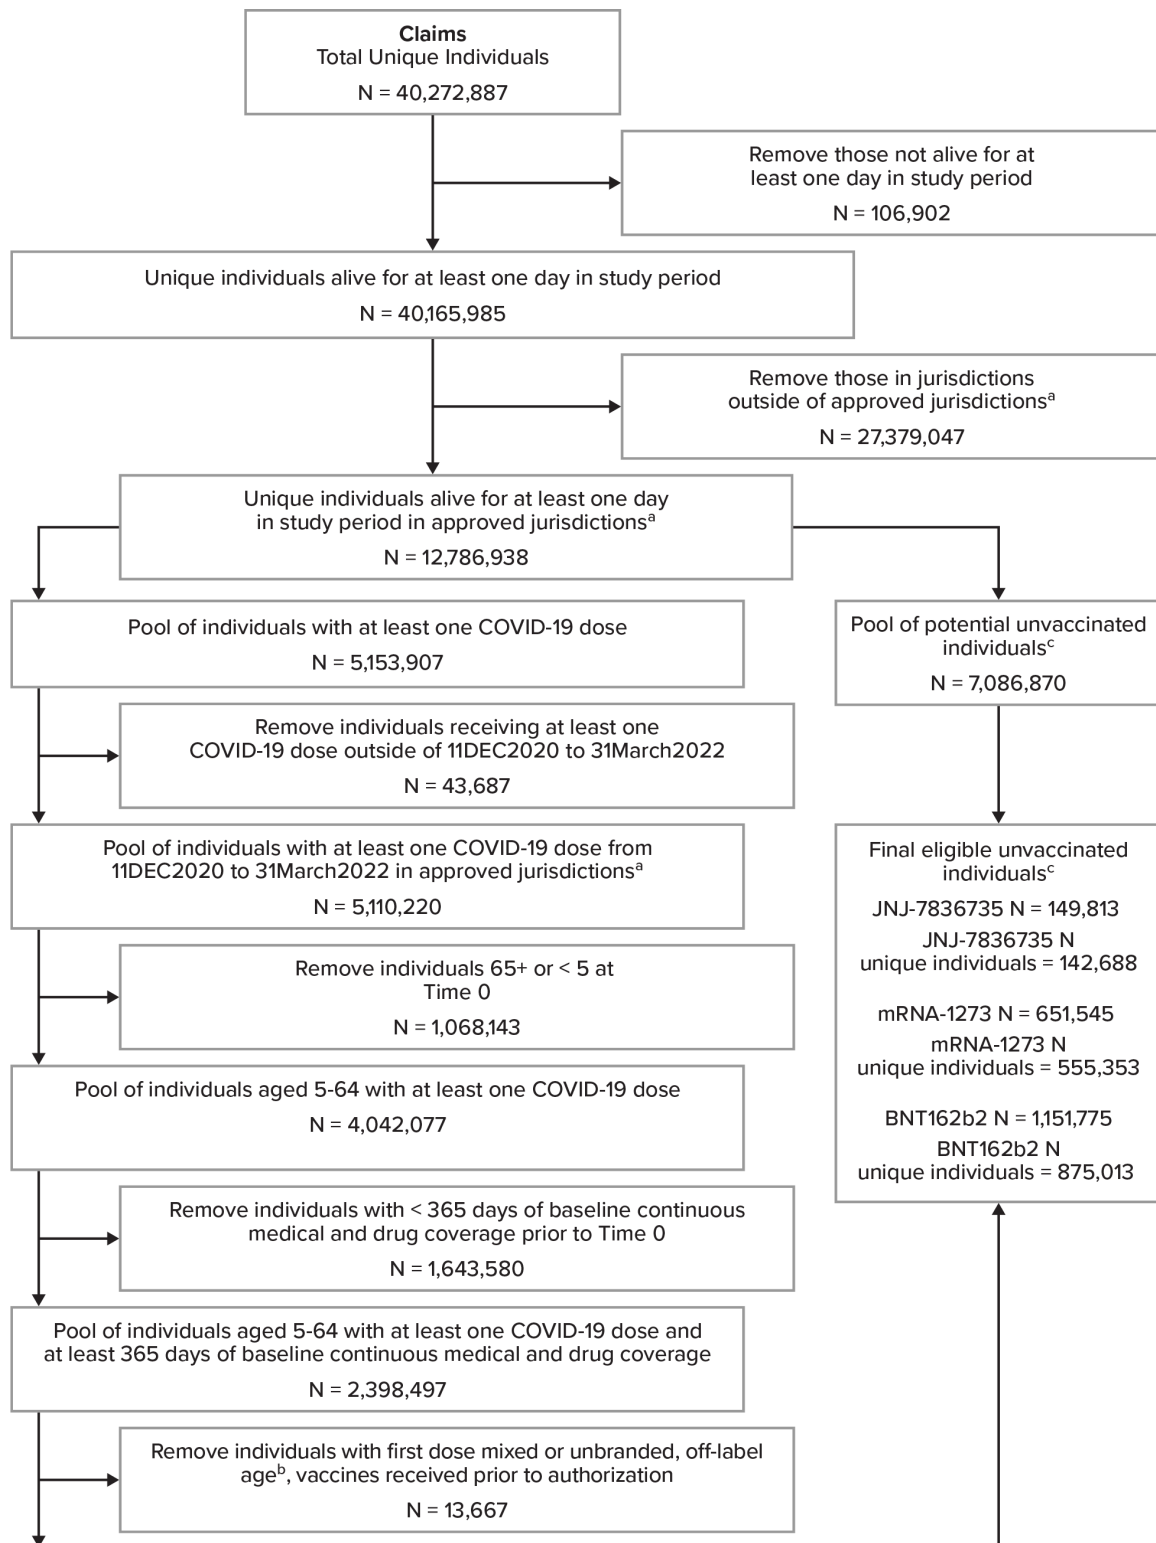 Claims
Total Unique Individuals
N = 40,272,887
Remove those not alive for at
least one day in study period
N = 106,902
Unique individuals alive for at least one day in study period
N = 40,165,985
Remove those in jurisdictions
outside of approved jurisdictionsᵃ
N = 27,379,047
Unique individuals alive for at least one day
in study period in approved jurisdictionsᵃ
N = 12,786,938
Pool of individuals with at least one COVID-19 dose
N = 5,153,907
Pool of potential unvaccinated
individualsᶜ
N = 7,086,870
Remove individuals receiving at least one
COVID-19 dose outside of 11DEC2020 to 31March2022
N = 43,687
Pool of individuals with at least one COVID-19 dose from
11DEC2020 to 31March2022 in approved jurisdictionsᵃ
N = 5,110,220
Final eligible unvaccinated
individualsᶜ
JNJ-7836735 N = 149,813
JNJ-7836735 N
unique individuals = 142,688
mRNA-1273 N = 651,545
mRNA-1273 N
unique individuals = 555,353
BNT162b2 N = 1,151,775
BNT162b2 N
unique individuals = 875,013
Remove individuals 65+ or < 5 at
Time 0
N = 1,068,143
Pool of individuals aged 5-64 with at least one COVID-19 dose
N = 4,042,077
Remove individuals with < 365 days of baseline continuous
medical and drug coverage prior to Time 0
N = 1,643,580
Pool of individuals aged 5-64 with at least one COVID-19 dose and
at least 365 days of baseline continuous medical and drug coverage
N = 2,398,497
Remove individuals with first dose mixed or unbranded, off-label
ageᵇ, vaccines received prior to authorization
N = 13,667